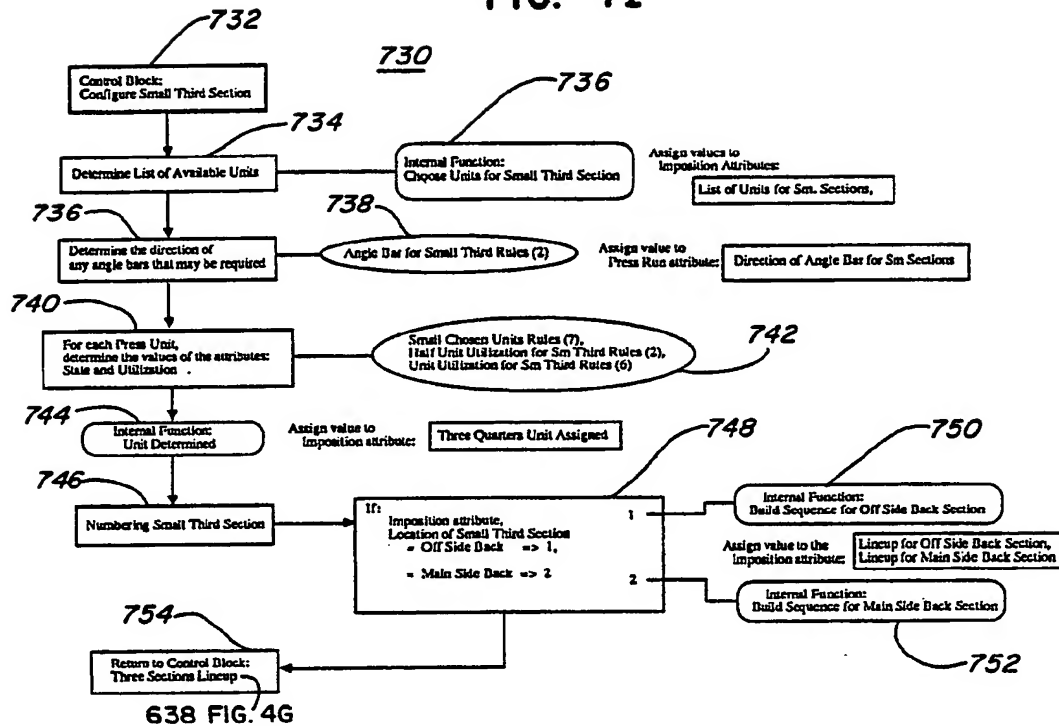 FIG. 4I
732
730
Control Block:
Configure Small Third Section
734
736
Determine List of Available Units
Internal Function:
Choose Units for Small Third Section
Assign values to
Imposition Attributes:
List of Units for Sm. Sections,
736
738
Determine the direction of
any angle bars that may be required
Angle Bar for Small Third Rules (2)
Assign value to
Press Run attribute:
Direction of Angle Bar for Sm Sections
740
For each Press Unit,
determine the values of the attributes:
State and Utilization .
Small Chosen Units Rules (7),
Half Unit Utilization for Sm Third Rules (2),
Unit Utilization for Sm Third Rules (6)
742
744
Internal Function:
Unit Determined
Assign value to
Imposition attribute:
Three Quarters Unit Assigned
748
750
746
Numbering Small Third Section
If:
Imposition attribute,
Location of Small Third Section
= Off Side Back => 1,
= Main Side Back => 2
1
2
Internal Function:
Build Sequence for Off Side Back Section
Assign value to the
Imposition attribute:
Lineup for Off Side Back Section,
Lineup for Main Side Back Section
Internal Function:
Build Sequence for Main Side Back Section
752
754
Return to Control Block:
Three Sections Lineup
638 FIG. 4G